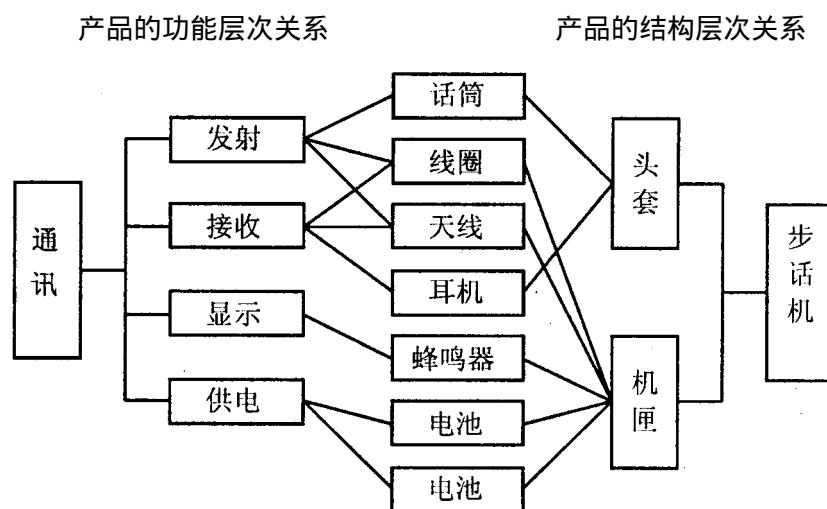 产品的功能层次关系
产品的结构层次关系
通讯
发射
接收
显示
供电
话筒
线圈
天线
耳机
蜂鸣器
电池
电池
头套
机匣
步话机